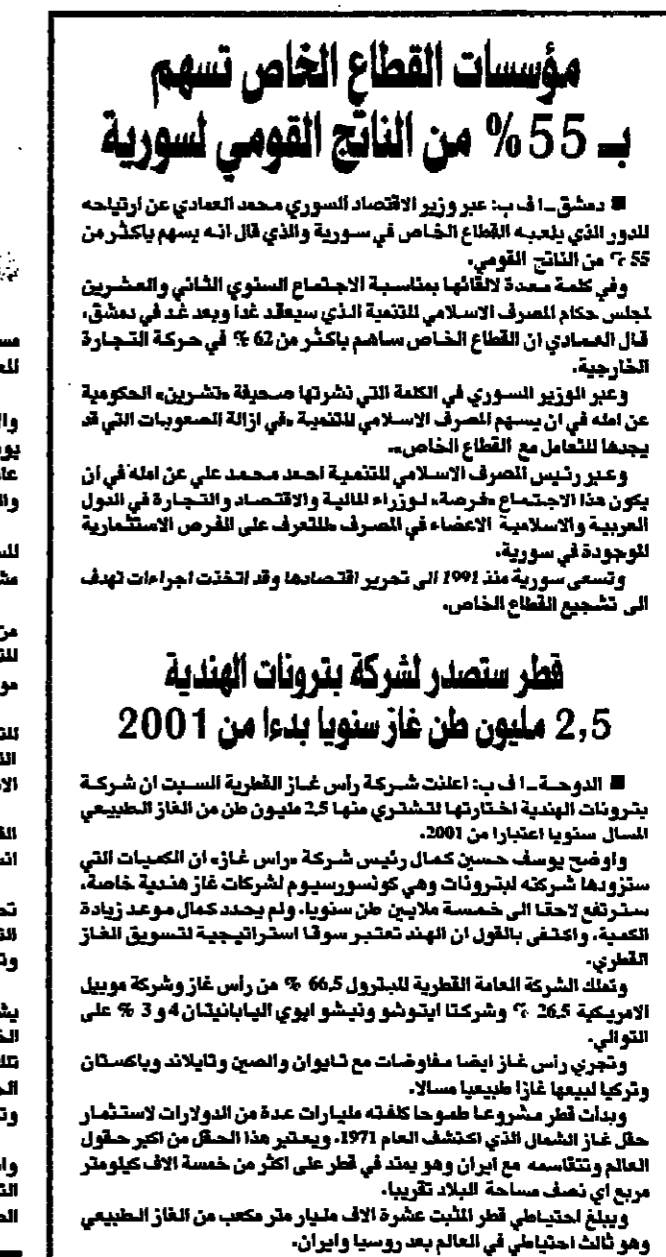 مؤسسات القطاع الخاص تسهم
بـ 55% من الناتج القومي لسورية
■ دمشق ـ ا ف ب: عبر وزير الاقتصاد السوري محمد العمادي عن ارتياحه
للدور الذي يلعبه القطاع الخاص في سورية والذي قال انه يسهم باكثر من
55 % من الناتج القومي.
وفي كلمة معدة لالقائها بمناسبة الاجتماع السنوي الثاني والعشرين
لمجلس حكام المصرف الاسلامي للتنمية الذي سيعقد غدا وبعد غد في دمشق،
قال العمادي ان القطاع الخاص ساهم باكثر من 62 % في حركة التجارة
الخارجية.
وعبر الوزير السوري في الكلمة التي نشرتها صحيفة «تشرين» الحكومية
عن امله في ان يسهم المصرف الاسلامي للتنمية «في ازالة الصعوبات التي قد
يجدها للتعامل مع القطاع الخاص».
وعبر رئيس المصرف الاسلامي للتنمية احمد محمد علي عن امله في أن
يكون هذا الاجتماع «فرصة» لوزراء المالية والاقتصاد والتجارة في الدول
العربية والاسلامية الاعضاء في المصرف «للتعرف على الفرص الاستثمارية
الموجودة في سورية.
وتسعى سورية منذ 1991 الى تحرير اقتصادها وقد اتخذت اجراءات تهدف
الى تشجيع القطاع الخاص.
قطر ستصدر لشركة بترونات الهندية
2,5 مليون طن غاز سنويا بدءا من 2001
■ الدوحة ـ ا ف ب: اعلنت شركة رأس غاز القطرية السبت ان شركة
بترونات الهندية اختارتها لتشتري منها 2.5 مليون طن من الغاز الطبيعي
المسال سنويا اعتبارا من 2001.
واوضح يوسف حسين كمال رئيس شركة «راس غاز» ان الكميات التي
ستزودها شركته لبترونات وهي كونسورسيوم لشركات غاز هندية خاصة،
سترتفع لاحقا الى خمسة ملايين طن سنويا. ولم يحدد كمال موعد زيادة
الكمية، واكتفى بالقول ان الهند تعتبر سوقا استراتيجية لتسويق الغاز
القطري.
وتملك الشركة العامة القطرية للبترول 66,5 % من رأس غاز وشركة موبيل
الامريكية 26,5 % وشركتا ايتوشو ونيشو ايوي اليابانيتان 4 و 3 % على
التوالي.
وتجري رأس غاز ايضا مفاوضات مع تايوان والصين وتايلاند وباكستان
وتركيا لبيعها غازا طبيعيا مسالا.
وبدأت قطر مشروعا طموحا كلفته مليارات عدة من الدولارات لاستثمار
حقل غاز الشمال الذي اكتشف العام 1971. ويعتبر هذا الحقل من اكبر حقول
العالم وتتقاسمه مع ايران وهو يمتد في قطر على اكثر من خمسة الاف كيلومتر
مربع اي نصف مساحة البلاد تقريبا.
ويبلغ احتياطي قطر المثبت عشرة الاف مليار متر مكعب من الغاز الطبيعي
وهو ثالث احتياطي في العالم بعد روسيا وايران.